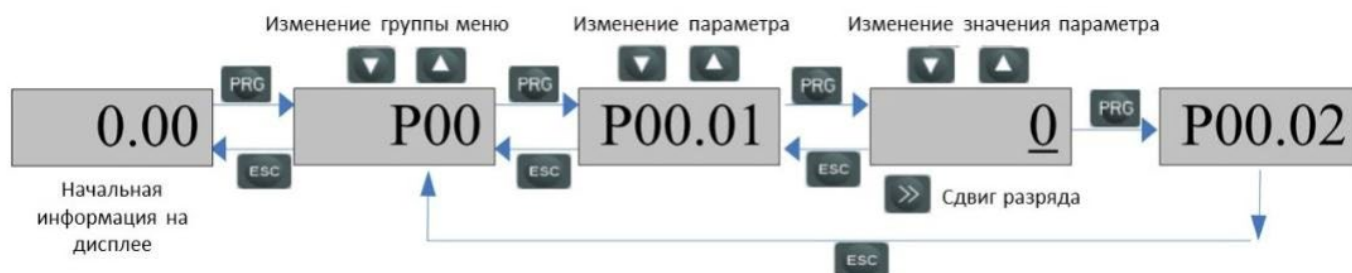 Изменение группы меню
Изменение параметра
Изменение значения параметра
PRG
PRG
PRG
PRG
0.00
P00
P00.01
0
P00.02
ESC
ESC
ESC
Начальная
информация на
дисплее
>> Сдвиг разряда
ESC